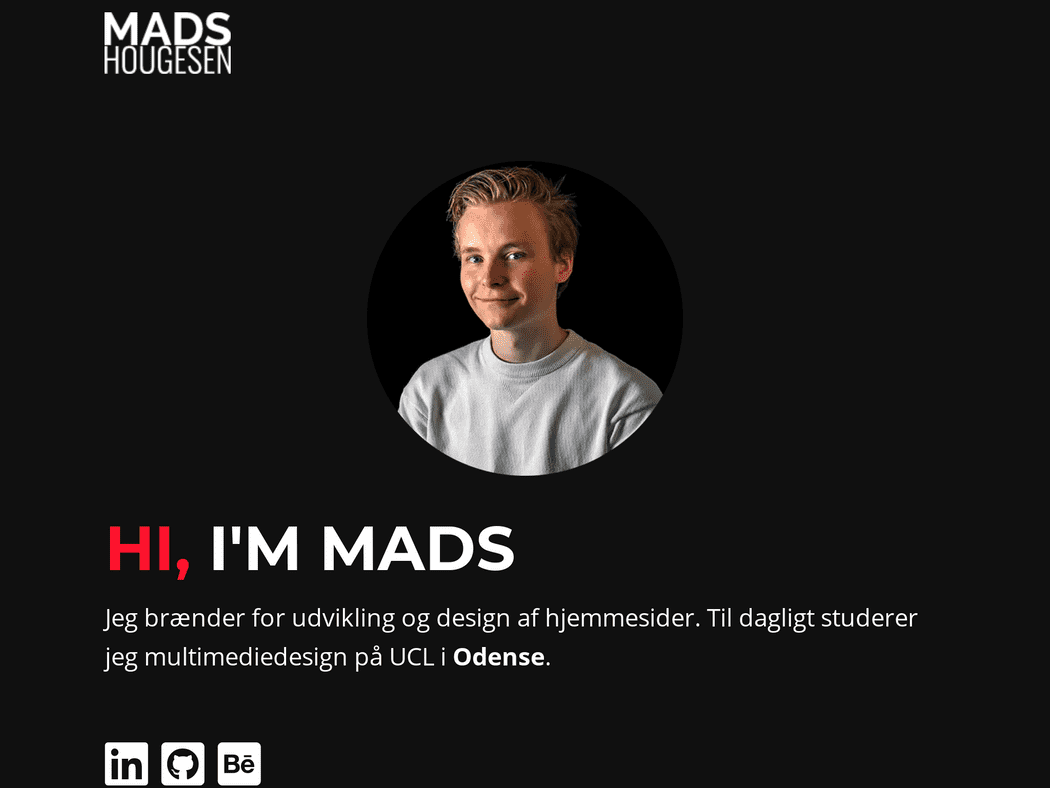 MADS
HOUGESEN
HI, I'M MADS
Jeg brænder for udvikling og design af hjemmesider. Til dagligt studerer
jeg multimediedesign på UCL i Odense.
in
Bē